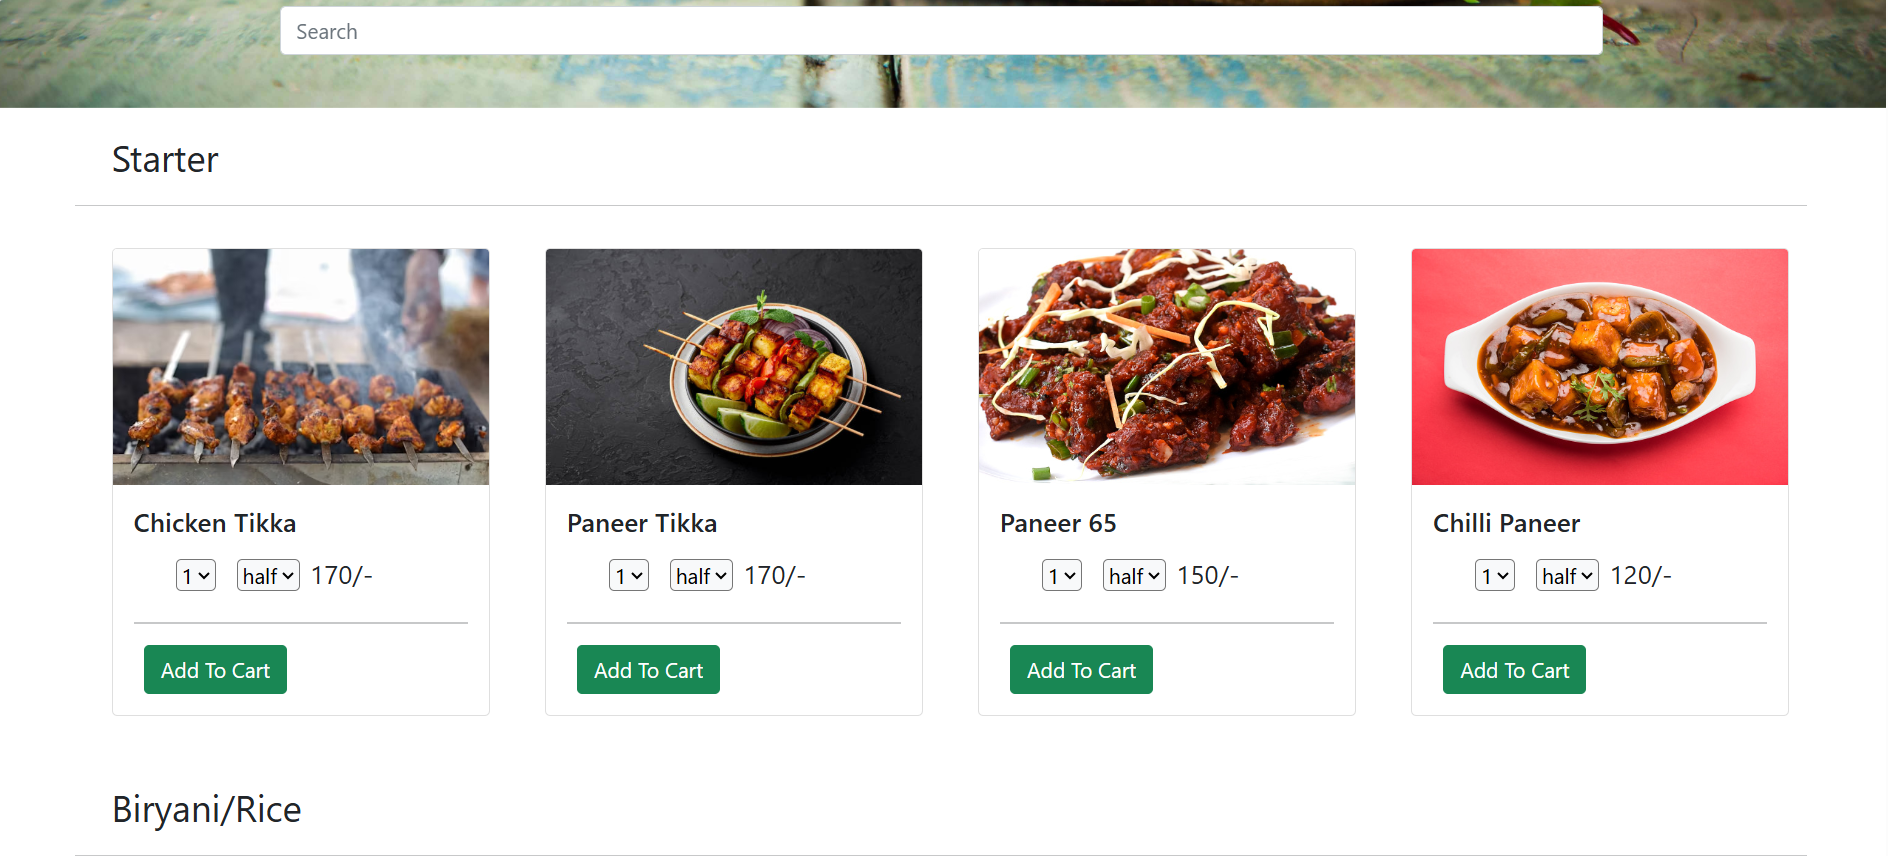 Search
Starter
Chicken Tikka
1 half 170/-
Add To Cart
Paneer Tikka
1 half 170/-
Add To Cart
Paneer 65
1 half 150/-
Add To Cart
Chilli Paneer
1 half 120/-
Add To Cart
Biryani/Rice